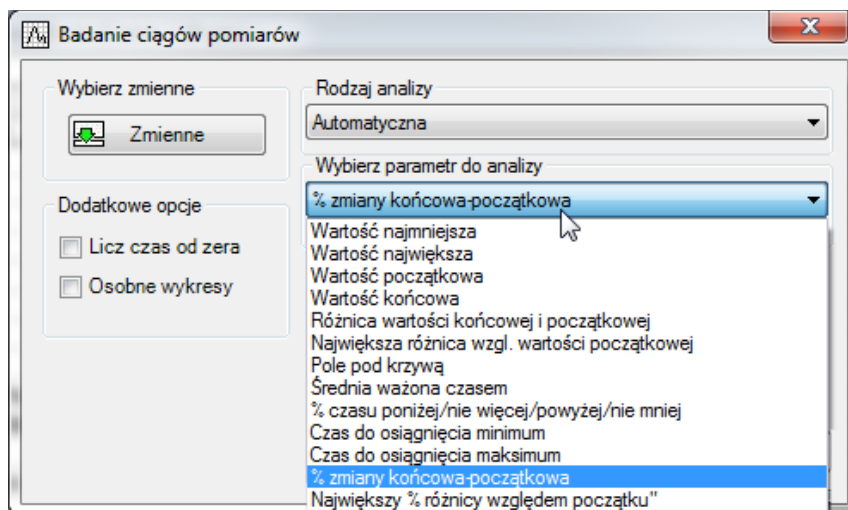 Badanie ciągów pomiarów
Wybierz zmienne
Zmienne
Dodatkowe opcje
Licz czas od zera
Osobne wykresy
Rodzaj analizy
Automatyczna
Wybierz parametr do analizy
% zmiany końcowa-początkowa
Wartość najmniejsza
Wartość największa
Wartość początkowa
Wartość końcowa
Różnica wartości końcowej i początkowej
Największa różnica wzgl. wartości początkowej
Pole pod krzywą
Średnia ważona czasem
% czasu poniżej/nie więcej/powyżej/nie mniej
Czas do osiągnięcia minimum
Czas do osiągnięcia maksimum
% zmiany końcowa-początkowa
Największy % różnicy względem początku"